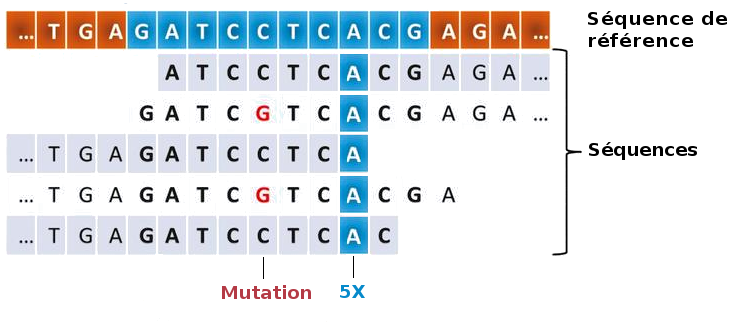 ... T G A G A T C C T C A C G A G A ...
Séquence de
référence
A T C C T C A C G A G A ...
G A T C G T C A C G A G A ...
... T G A G A T C C T C A
Séquences
... T G A G A T C G T C A C G A
... T G A G A T C C T C A C
Mutation
5X